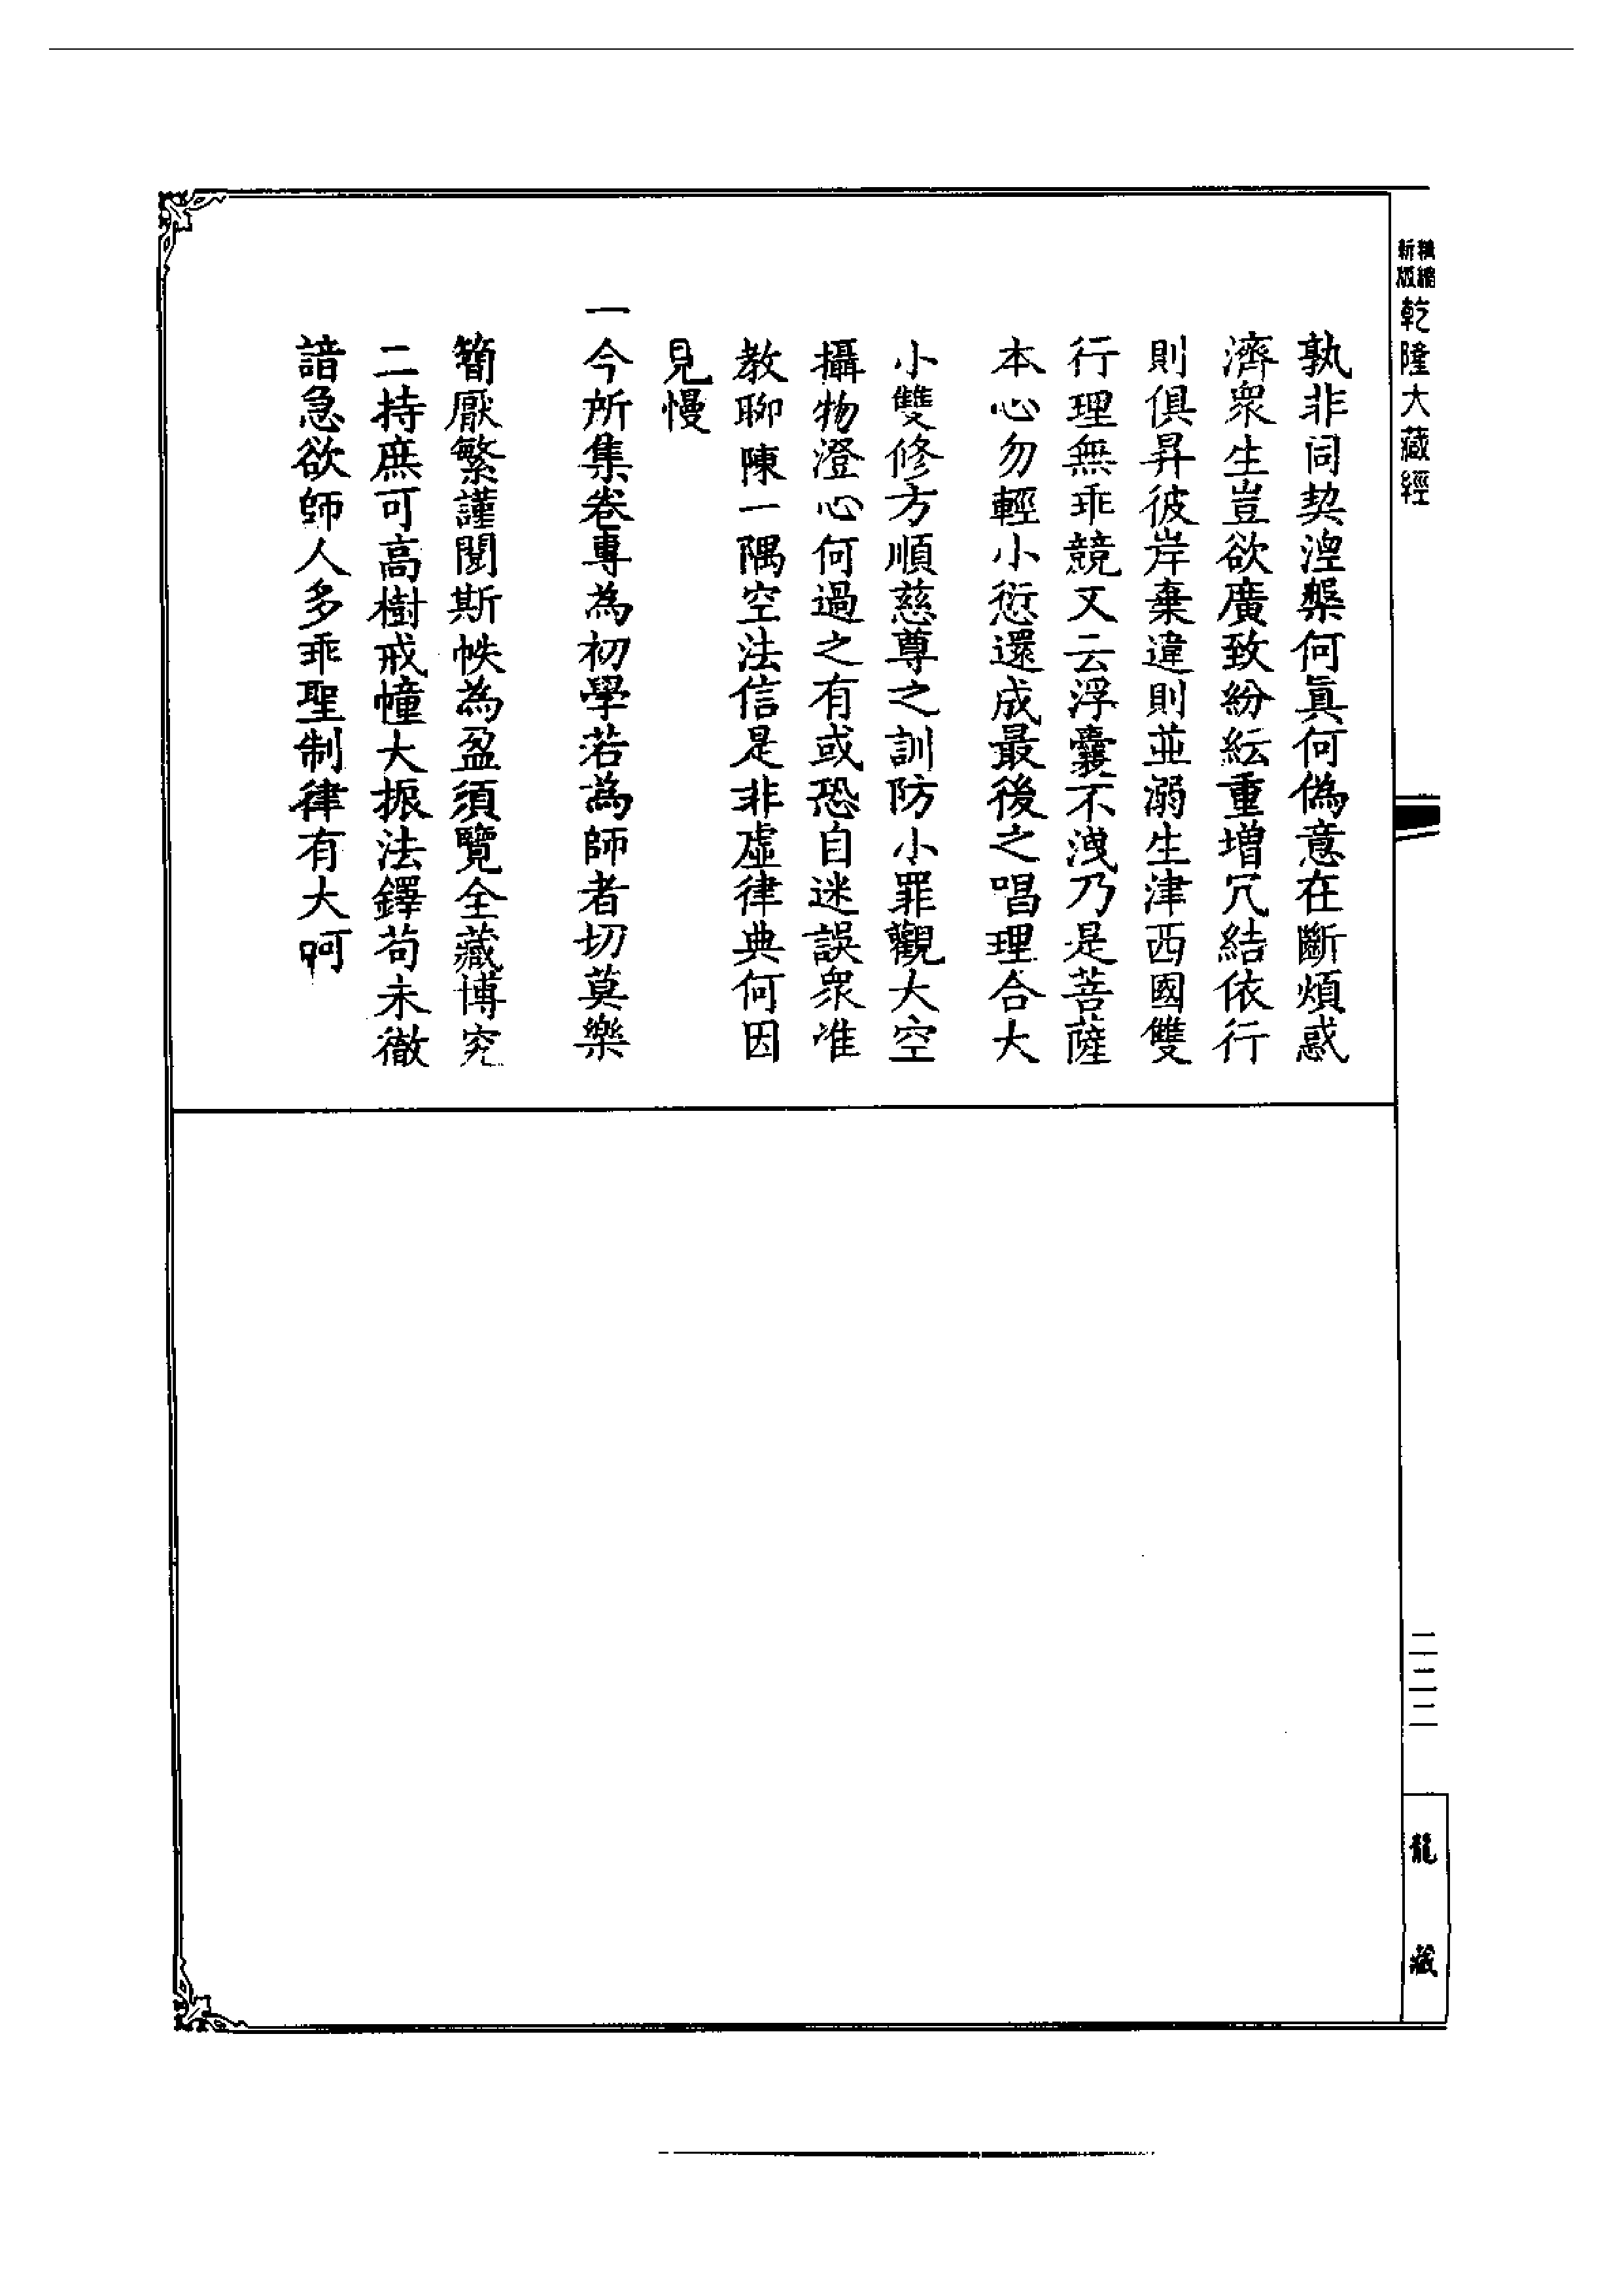 精縮新版乾隆大藏經
孰非同契湼槃何眞何偽意在斷煩惑
濟衆生豈欲廣致紛紜重増冗結依行
則俱昇彼岸棄違則並溺生津西國雙
行理無乖競又云浮囊不洩乃是菩薩
本心勿輕小愆還成最後之唱理合大
小雙修方順慈尊之訓防小罪觀大空
攝物澄心何過之有或恐自迷誤衆准
教聊陳一隅空法信是非虛律典何因
見慢
一今所集卷專為初學若為師者切莫樂
簡厭繁謹閱斯帙為盈須覽全藏博究
二持庶可高樹戒幢大振法鐸苟未徹
諳急欲師人多乖聖制律有大呵
二二二
龍藏